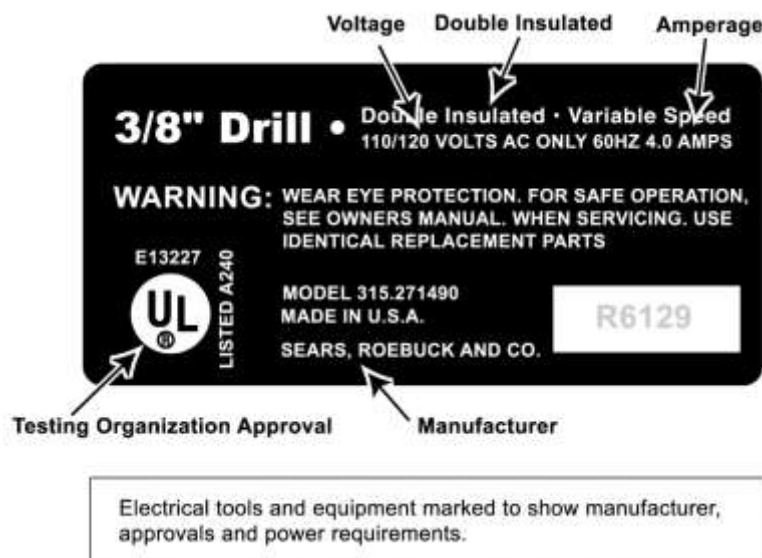 Voltage Double Insulated Amperage
3/8" Drill • Double Insulated · Variable Speed
110/120 VOLTS AC ONLY 60HZ 4.0 AMPS
WARNING: WEAR EYE PROTECTION. FOR SAFE OPERATION,
SEE OWNERS MANUAL. WHEN SERVICING. USE
IDENTICAL REPLACEMENT PARTS
E13227
UL
®
LISTED A240
MODEL 315.271490
MADE IN U.S.A.
SEARS, ROEBUCK AND CO.
R6129
Testing Organization Approval
Manufacturer
Electrical tools and equipment marked to show manufacturer,
approvals and power requirements.